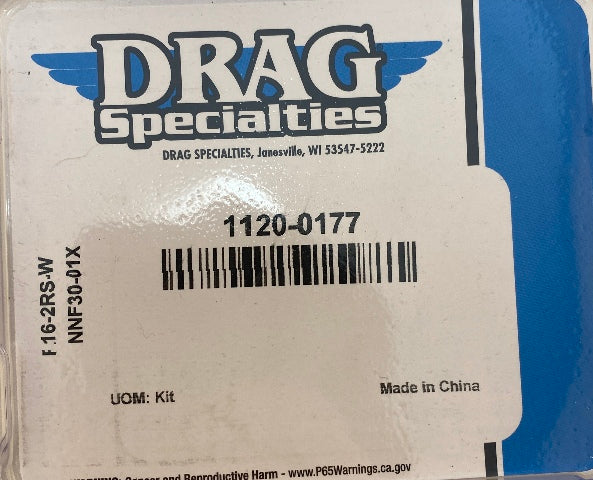 DRAG
Specialties
DRAG SPECIALTIES, Janesville, WI 53547-5222
1120-0177
16-2RS-W
NNF30-01X
UOM: Kit
Made in China
WARNING: Cancer and Reproductive Harm - www.P65Warnings.ca.gov